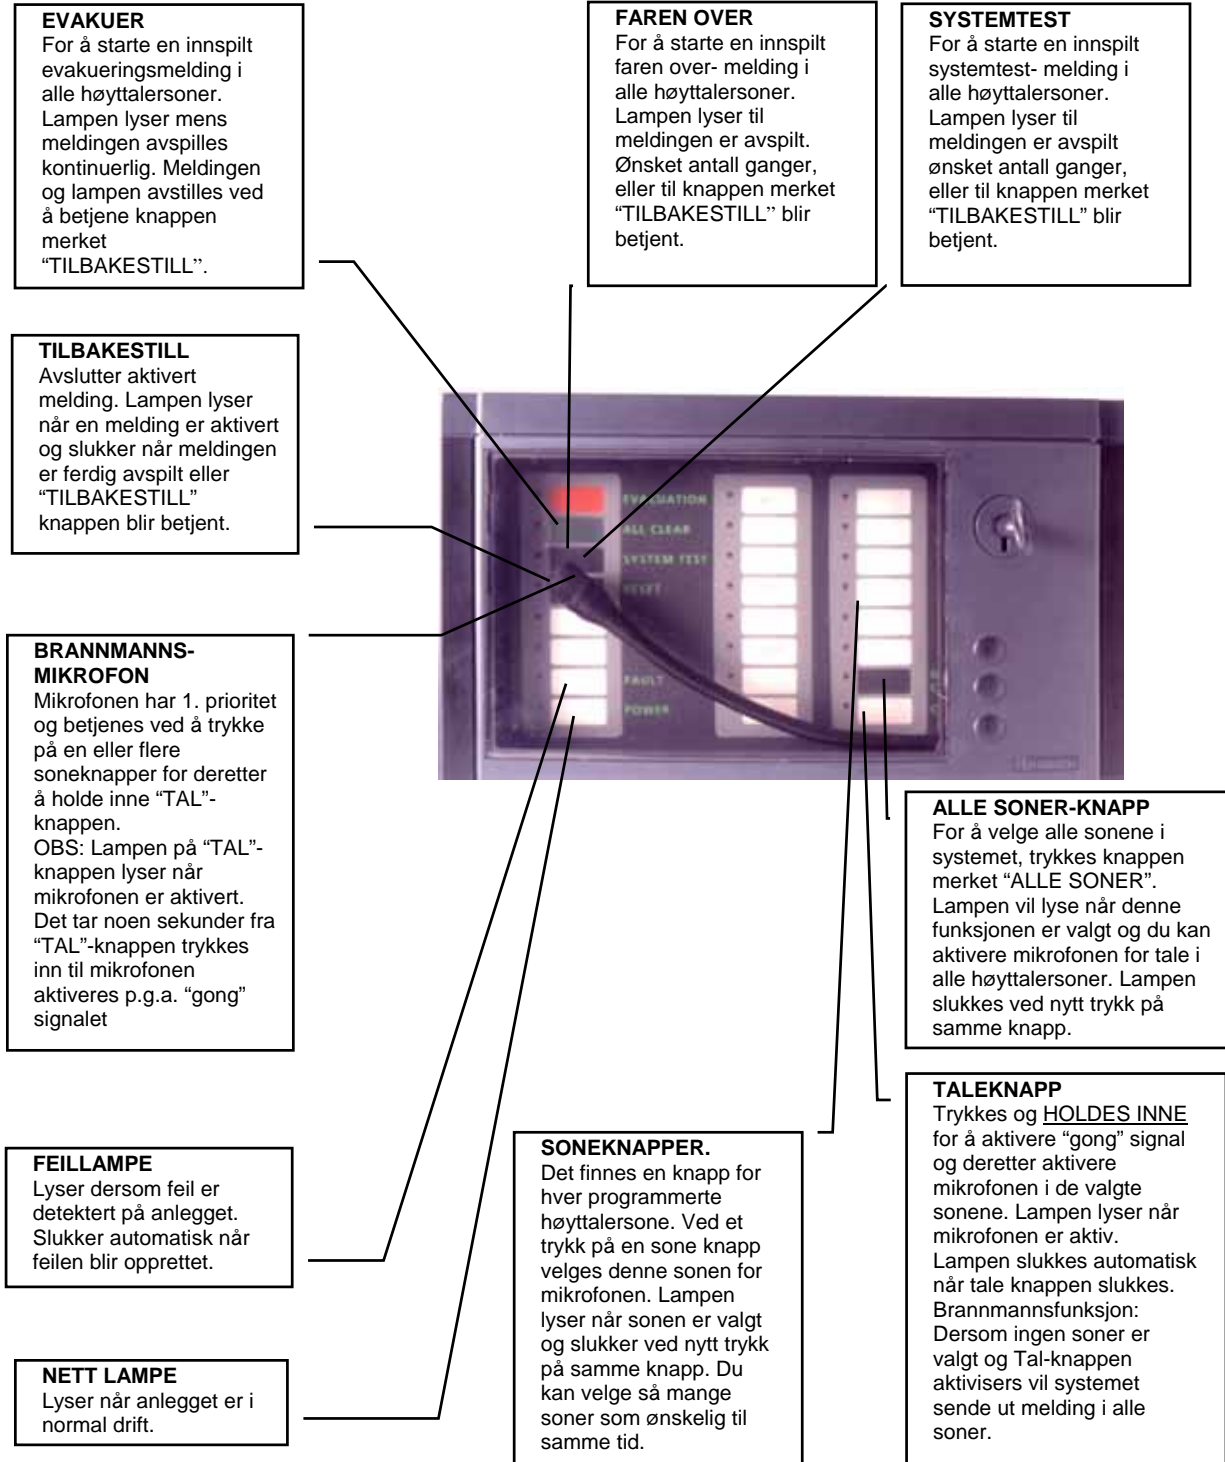 EVAKUER
For å starte en innspilt
evakueringsmelding i
alle høyttalersoner.
Lampen lyser mens
meldingen avspilles
kontinuerlig. Meldingen
og lampen avstilles ved
å betjene knappen
merket
“TILBAKESTILL”.
FAREN OVER
For å starte en innspilt
faren over- melding i
alle høyttalersoner.
Lampen lyser til
meldingen er avspilt.
Ønsket antall ganger,
eller til knappen merket
“TILBAKESTILL” blir
betjent.
SYSTEMTEST
For å starte en innspilt
systemtest- melding i
alle høyttalersoner.
Lampen lyser til
meldingen er avspilt
ønsket antall ganger,
eller til knappen merket
“TILBAKESTILL” blir
betjent.
TILBAKESTILL
Avslutter aktivert
melding. Lampen lyser
når en melding er aktivert
og slukker når meldingen
er ferdig avspilt eller
“TILBAKESTILL”
knappen blir betjent.
EVACUATION
ALL CLEAR
SYSTEM TEST
RESET
FAULT
POWER
BRANNMANNS-
MIKROFON
Mikrofonen har 1. prioritet
og betjenes ved å trykke
på en eller flere
soneknapper for deretter
å holde inne “TAL”-
knappen.
OBS: Lampen på “TAL”-
knappen lyser når
mikrofonen er aktivert.
Det tar noen sekunder fra
“TAL”-knappen trykkes
inn til mikrofonen
aktiveres p.g.a. “gong”
signalet
ALLE SONER-KNAPP
For å velge alle sonene i
systemet, trykkes knappen
merket “ALLE SONER”.
Lampen vil lyse når denne
funksjonen er valgt og du kan
aktivere mikrofonen for tale i
alle høyttalersoner. Lampen
slukkes ved nytt trykk på
samme knapp.
FEILLAMPE
Lyser dersom feil er
detektert på anlegget.
Slukker automatisk når
feilen blir opprettet.
SONEKNAPPER.
Det finnes en knapp for
hver programmerte
høyttalersone. Ved et
trykk på en sone knapp
velges denne sonen for
mikrofonen. Lampen
lyser når sonen er valgt
og slukker ved nytt trykk
på samme knapp. Du
kan velge så mange
soner som ønskelig til
samme tid.
TALEKNAPP
Trykkes og HOLDES INNE
for å aktivere “gong” signal
og deretter aktivere
mikrofonen i de valgte
sonene. Lampen lyser når
mikrofonen er aktiv.
Lampen slukkes automatisk
når tale knappen slukkes.
Brannmannsfunksjon:
Dersom ingen soner er
valgt og Tal-knappen
aktivisers vil systemet
sende ut melding i alle
soner.
NETT LAMPE
Lyser når anlegget er i
normal drift.